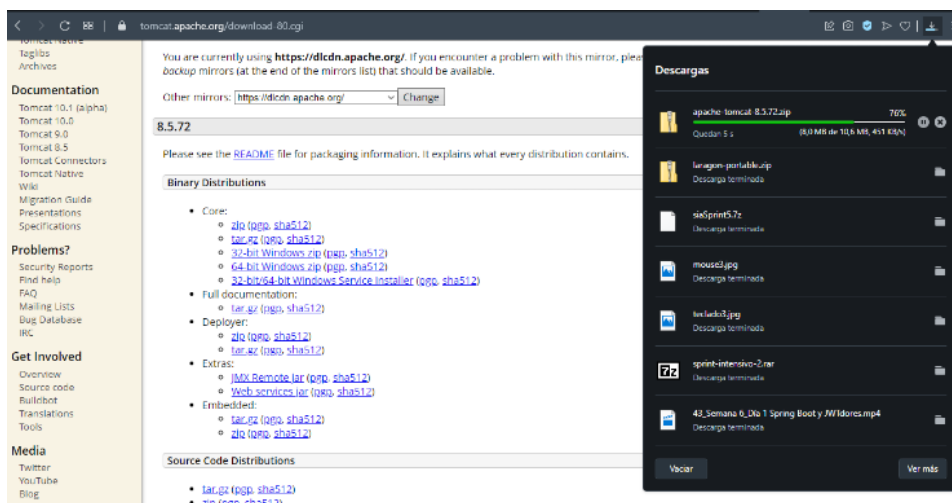 tomcat.apache.org/download-80.cgi
Tomcat Native
Taglibs
Archives
Documentation
Tomcat 10.1 (alpha)
Tomcat 10.0
Tomcat 9.0
Tomcat 8.5
Tomcat Connectors
Tomcat Native
Wiki
Migration Guide
Presentations
Specifications
Problems?
Security Reports
Find help
FAQ
Mailing Lists
Bug Database
IRC
Get Involved
Overview
Source code
Buildbot
Translations
Tools
Media
Twitter
YouTube
Blog
You are currently using https://dlcdn.apache.org/. If you encounter a problem with this mirror,
backup mirrors (at the end of the mirrors list) that should be available.
Other mirrors: https://dlcdn.apache.org/ Change
8.5.72
Please see the README file for packaging information. It explains what every distribution contains.
Binary Distributions
Core:
zip (pgp, sha512)
tar.gz (pgp, sha512)
32-bit Windows zip (pgp, sha512)
64-bit Windows zip (pgp, sha512)
32-bit/64-bit Windows Service Installer (pgp, sha512)
Full documentation:
tar.gz (pgp, sha512)
Deployer:
zip (pgp, sha512)
tar.gz (pgp, sha512)
Extras:
JMX Remote jar (pgp, sha512)
Web services jar (pgp, sha512)
Embedded:
tar.gz (pgp, sha512)
zip (pgp, sha512)
Source Code Distributions
tar.gz (pgp, sha512)
zip (pgp, sha512)
Descargas
apache-tomcat-8.5.72.zip 76%
Quedan 5 s (8,0 MB de 10,6 MB, 451 KB/s)
laragon-portable.zip
Descarga terminada
siaSprint5.7z
Descarga terminada
mouse3.jpg
Descarga terminada
teclado3.jpg
Descarga terminada
7z
sprint-intensivo-2.rar
Descarga terminada
43_Semana 6_Día 1 Spring Boot y JW1dores.mp4
Descarga terminada
Vaciar Ver más